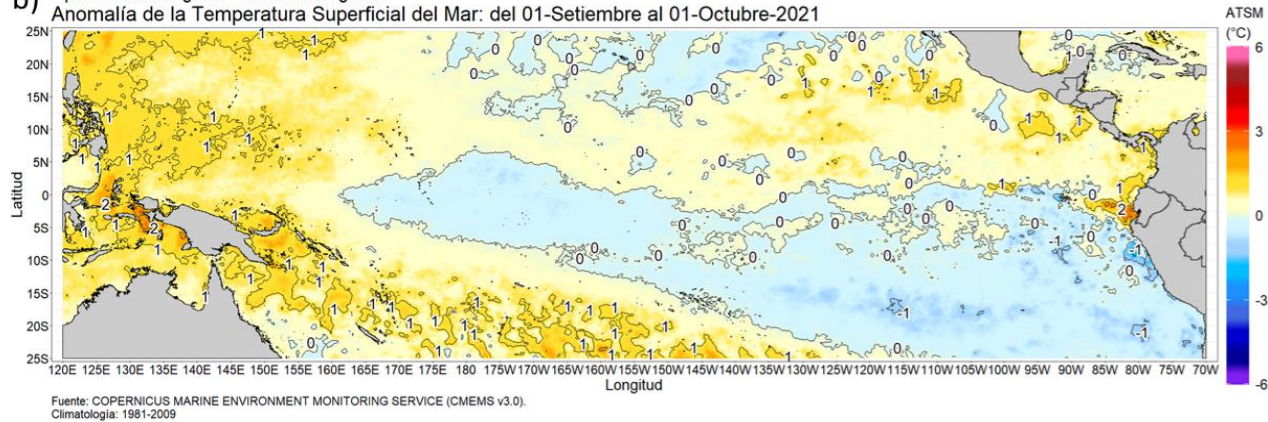 b)
Anomalía de la Temperatura Superficial del Mar: del 01-Setiembre al 01-Octubre-2021
ATSM
(°C)
6
3
0
-3
-6
Latitud
25N
20N
15N
10N
5N
0
5S
10S
15S
20S
25S
120E 125E 130E 135E 140E 145E 150E 155E 160E 165E 170E 175E 180 175W 170W 165W 160W 155W 150W 145W 140W 135W 130W 125W 120W 115W 110W 105W 100W 95W 90W 85W 80W 75W 70W
Longitud
Fuente: COPERNICUS MARINE ENVIRONMENT MONITORING SERVICE (CMEMS v3.0).
Climatología: 1981-2009